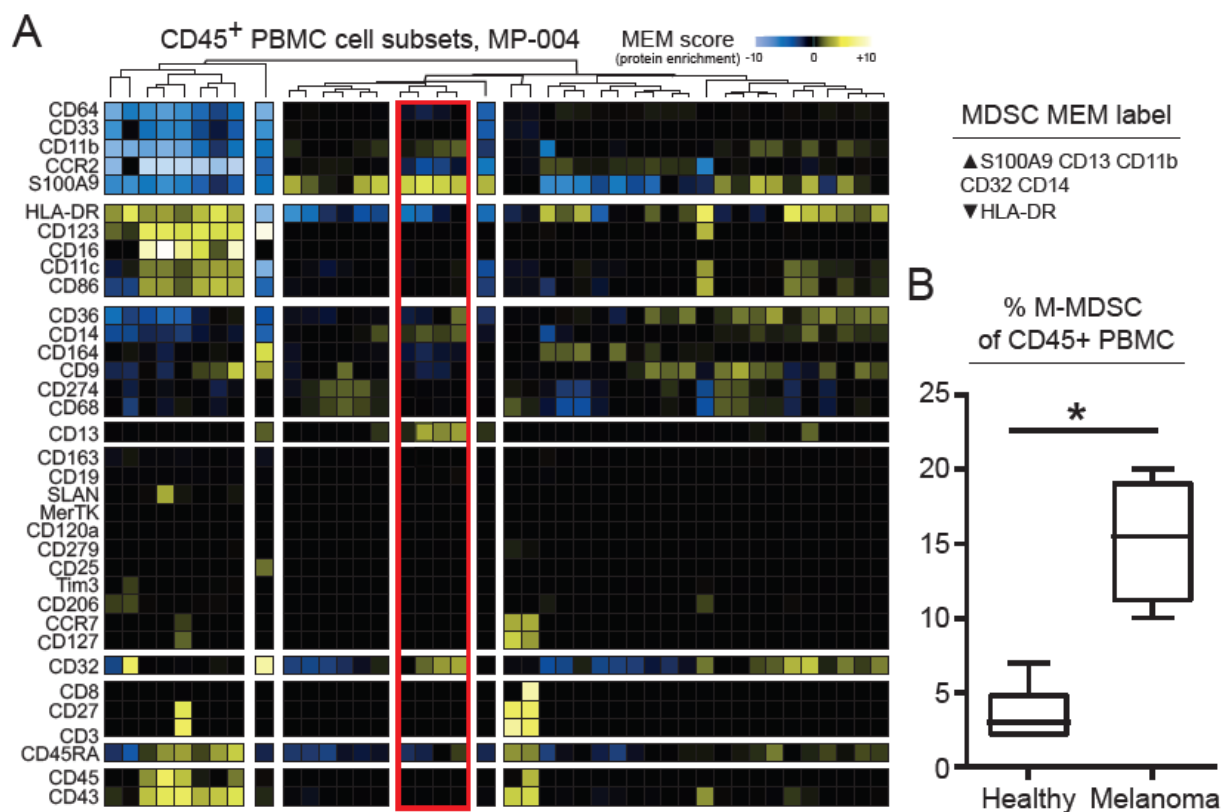 A
CD45+ PBMC cell subsets, MP-004
MEM score
(protein enrichment)
-10
0
+10
CD64
CD33
CD11b
CCR2
S100A9
HLA-DR
CD123
CD16
CD11c
CD86
CD36
CD14
CD164
CD9
CD274
CD68
CD13
CD163
CD19
SLAN
MerTK
CD120a
CD279
CD25
Tim3
CD206
CCR7
CD127
CD32
CD8
CD27
CD3
CD45RA
CD45
CD43
MDSC MEM label
▲S100A9 CD13 CD11b
CD32 CD14
▼HLA-DR
B
% M-MDSC
of CD45+ PBMC
25
20
15
10
5
0
*
Healthy Melanoma